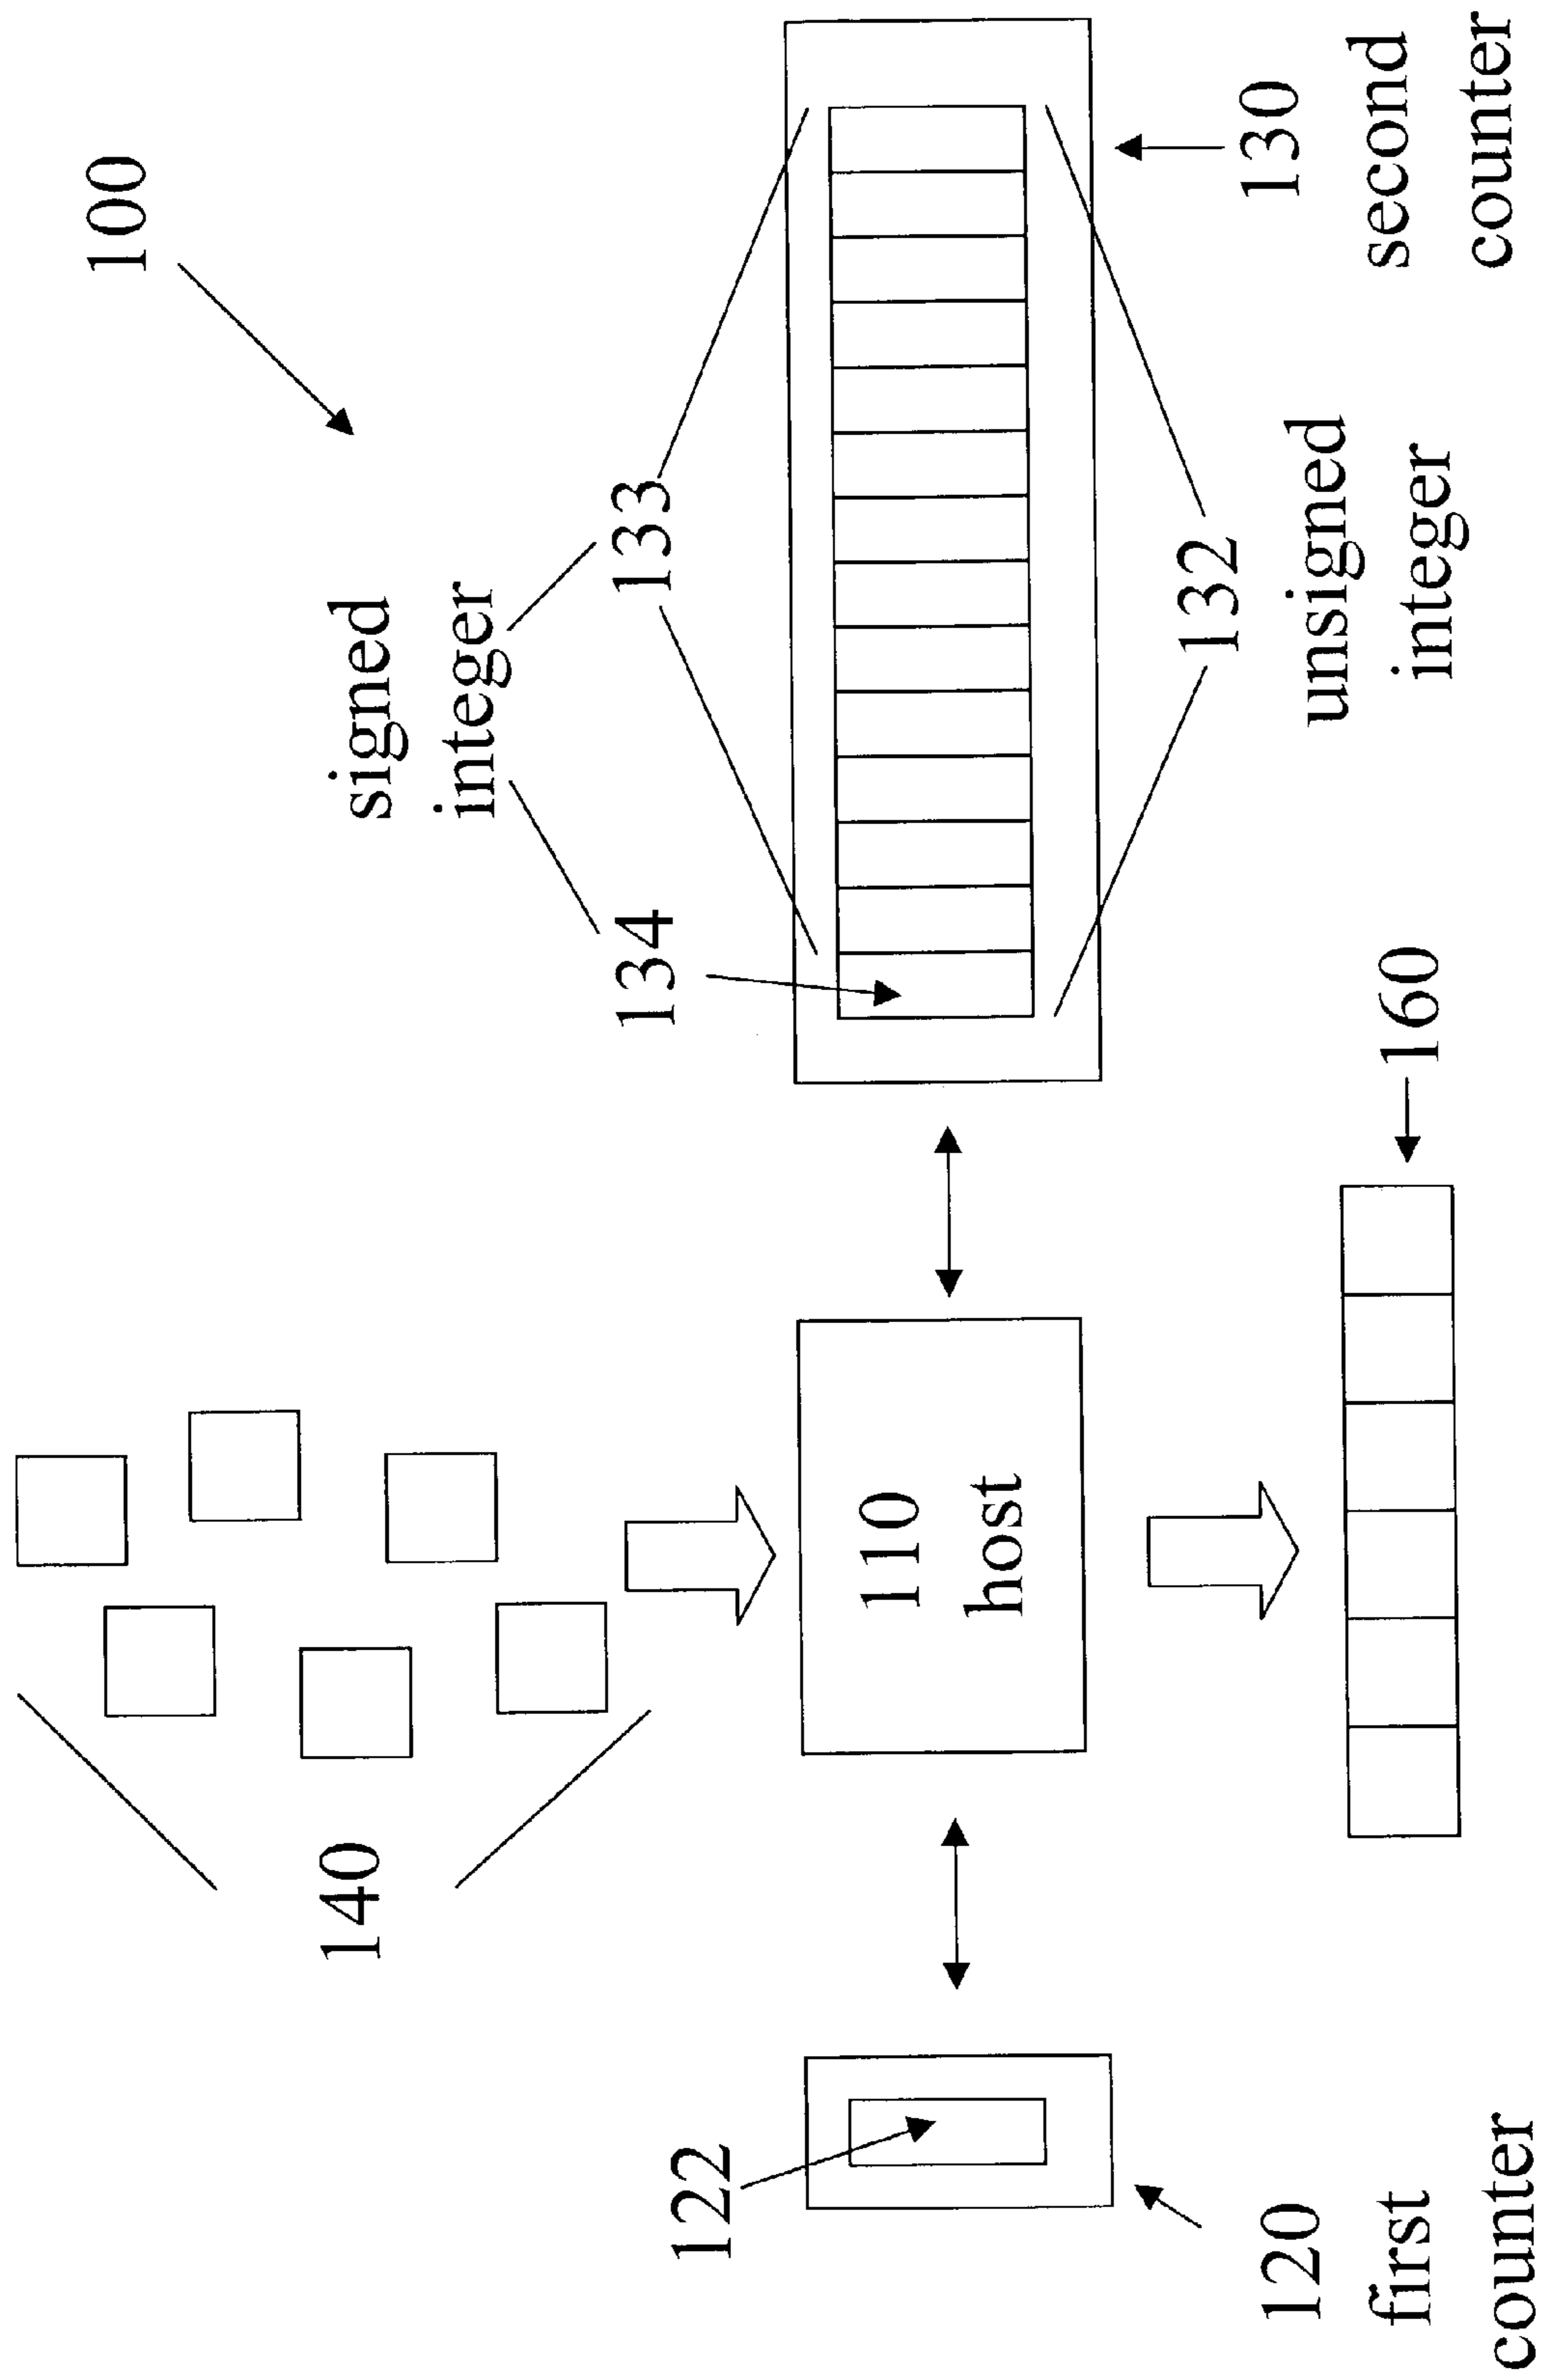 100
signed
integer
134
133
140
110
host
122
120
first
counter
160
132
unsigned
integer
130
second
counter